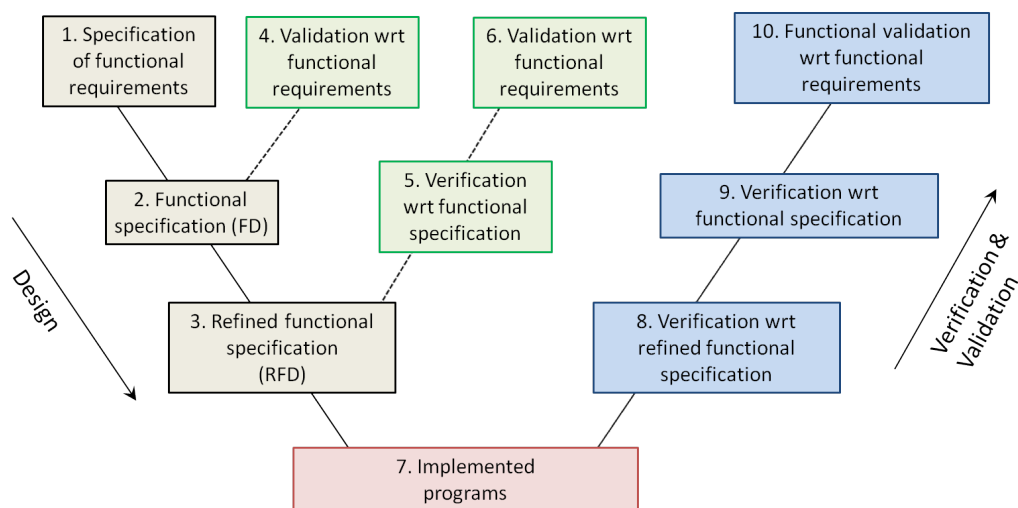 1. Specification
of functional
requirements
4. Validation wrt
functional
requirements
6. Validation wrt
functional
requirements
10. Functional validation
wrt functional
requirements
2. Functional
specification (FD)
5. Verification
wrt functional
specification
9. Verification wrt
functional specification
Design
3. Refined functional
specification
(RFD)
8. Verification wrt
refined functional
specification
Verification &
Validation
7. Implemented
programs